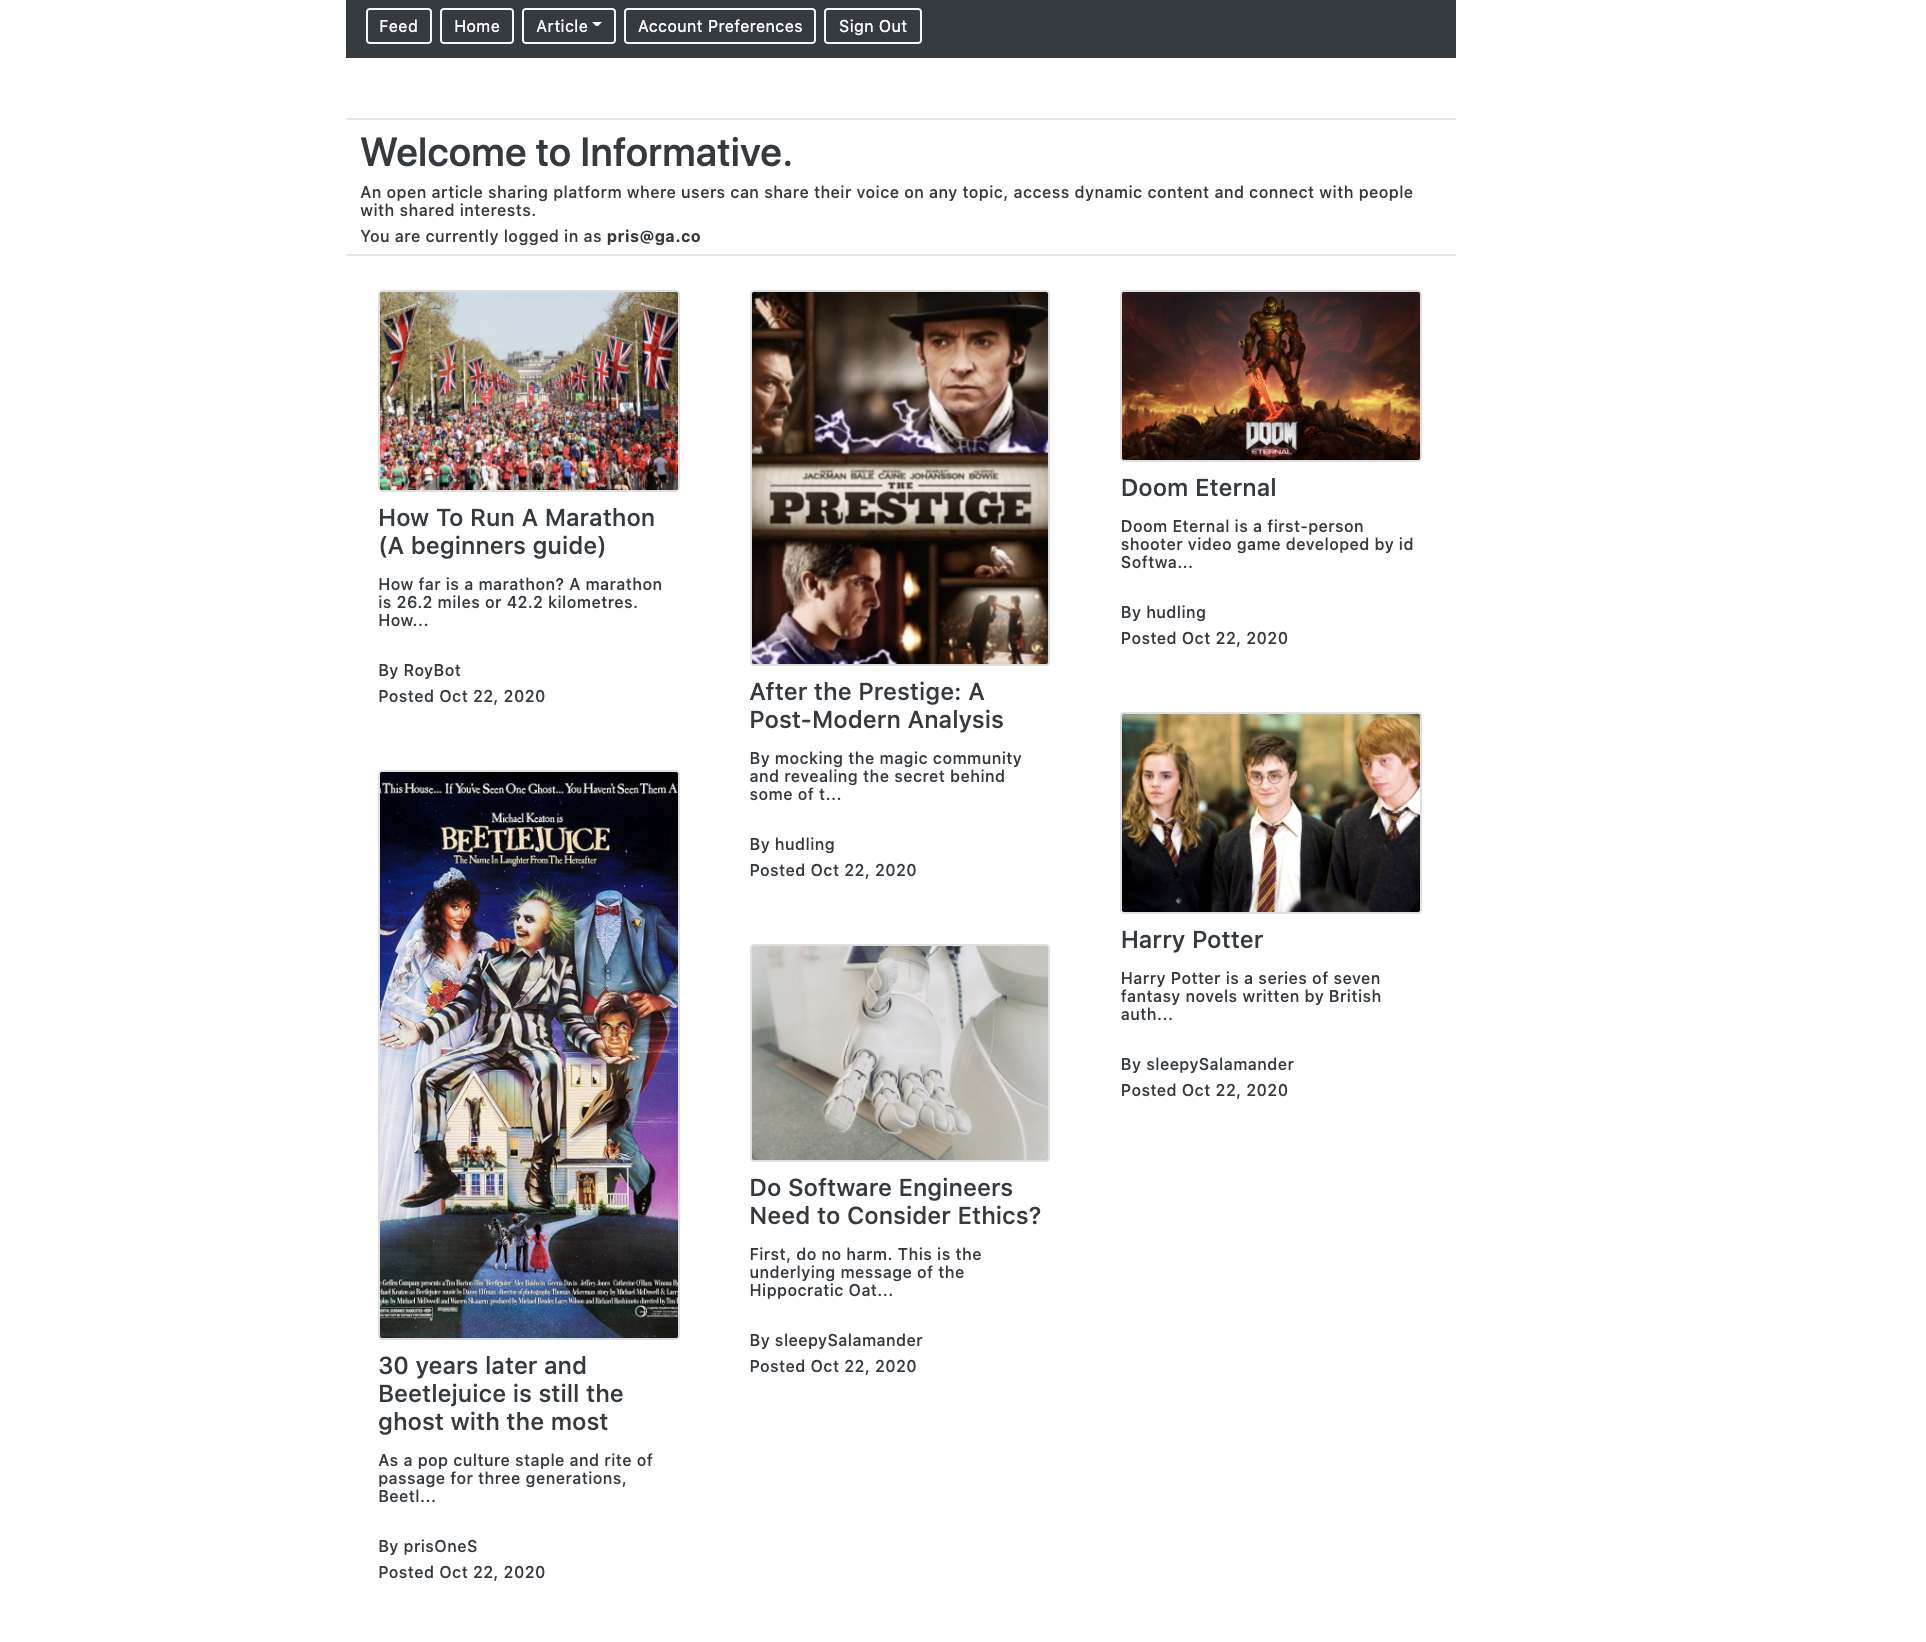 Feed
Home
Article
Account Preferences
Sign Out
Welcome to Informative.
An open article sharing platform where users can share their voice on any topic, access dynamic content and connect with people
with shared interests.
You are currently logged in as pris@ga.co
How To Run A Marathon
(A beginners guide)
How far is a marathon? A marathon
is 26.2 miles or 42.2 kilometres.
How...
By RoyBot
Posted Oct 22, 2020
This House... If You've Seen One Ghost... You Haven't Seen Them A
Michael Keaton is
BEETLEJUICE
The Name In Laughter From The Hereafter
30 years later and
Beetlejuice is still the
ghost with the most
As a pop culture staple and rite of
passage for three generations,
Beetl...
By prisOneS
Posted Oct 22, 2020
JACKMAN BALE CAINE JOHANSSON BOWIE
THE
PRESTIGE
After the Prestige: A
Post-Modern Analysis
By mocking the magic community
and revealing the secret behind
some of t...
By hudling
Posted Oct 22, 2020
Do Software Engineers
Need to Consider Ethics?
First, do no harm. This is the
underlying message of the
Hippocratic Oat...
By sleepySalamander
Posted Oct 22, 2020
DOOM
ETERNAL
Doom Eternal
Doom Eternal is a first-person
shooter video game developed by id
Softwa...
By hudling
Posted Oct 22, 2020
Harry Potter
Harry Potter is a series of seven
fantasy novels written by British
auth...
By sleepySalamander
Posted Oct 22, 2020